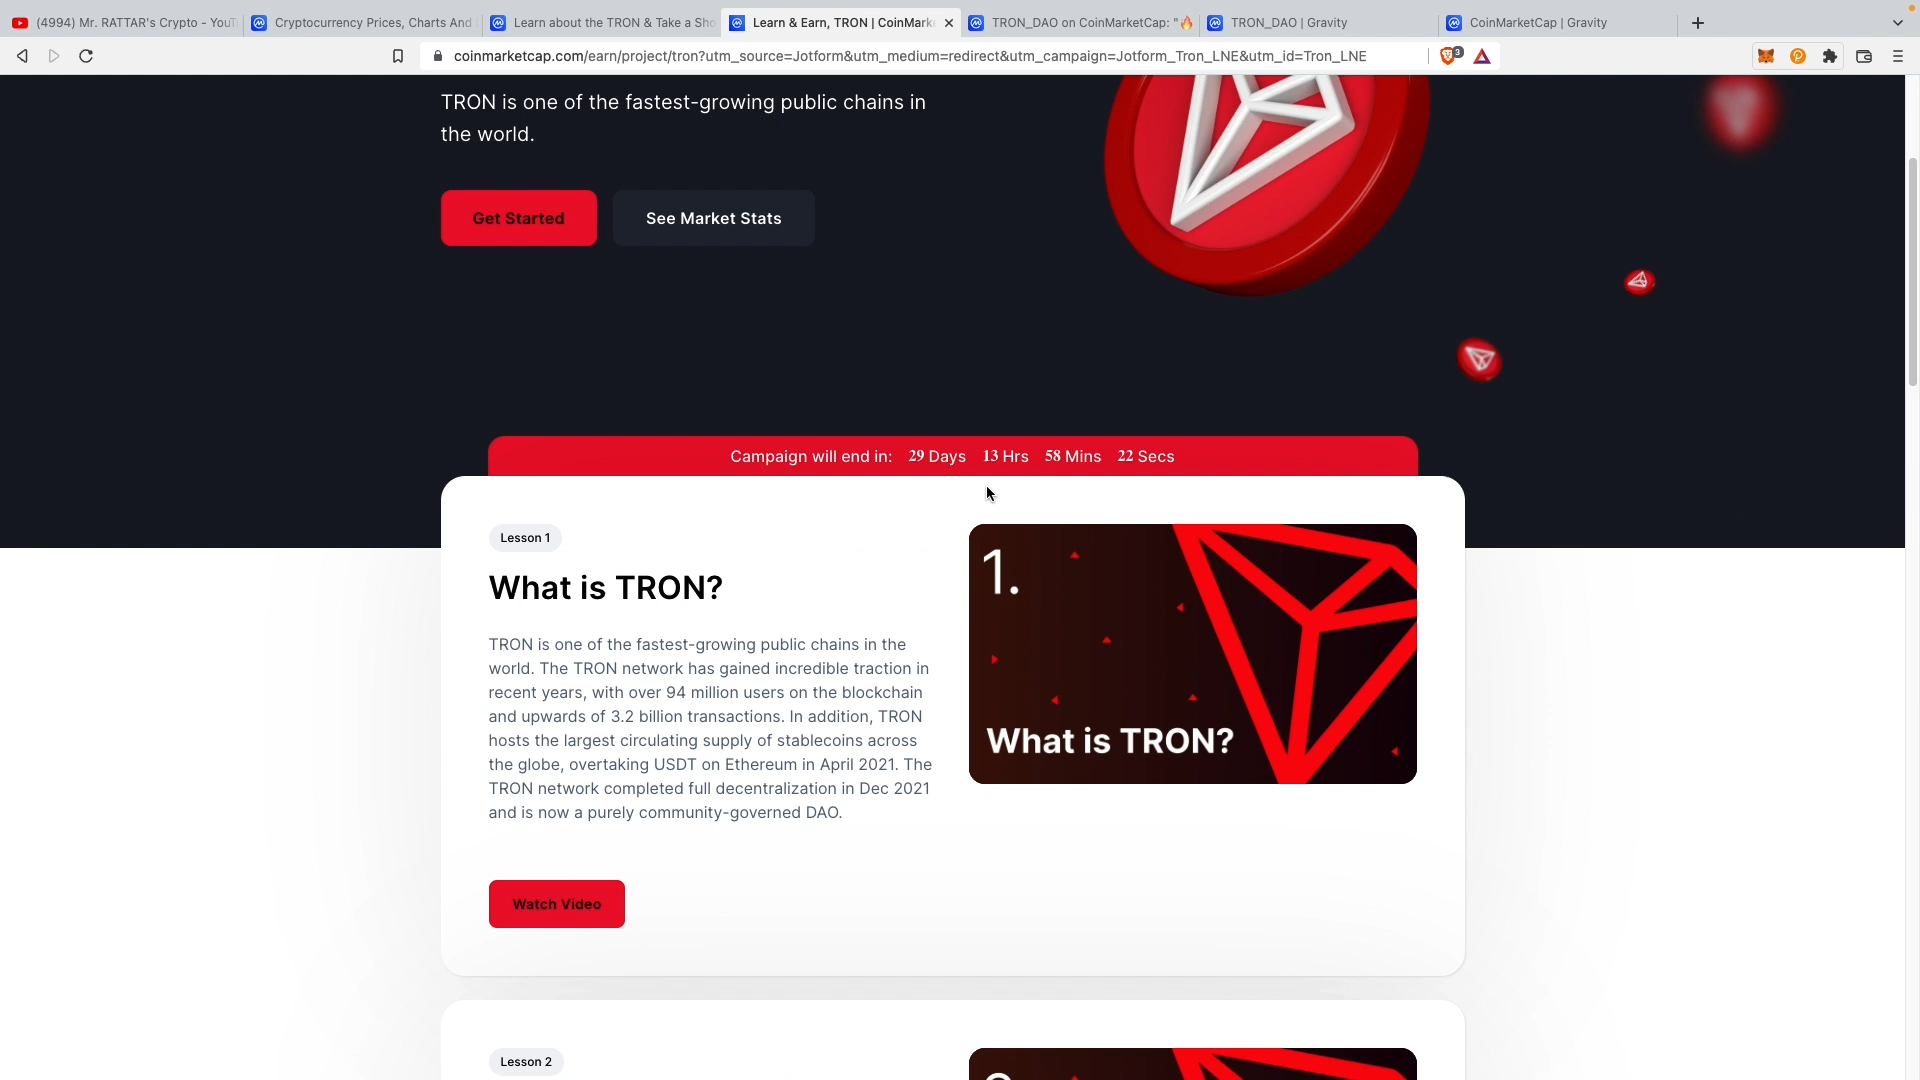 (4994) Mr. RATTAR's Crypto - YouT
Cryptocurrency Prices, Charts And
Learn about the TRON & Take a Sho
Learn & Earn, TRON | CoinMark
TRON_DAO on CoinMarketCap: "🔥
TRON_DAO | Gravity
CoinMarketCap | Gravity
coinmarketcap.com/earn/project/tron?utm_source=Jotform&utm_medium=redirect&utm_campaign=Jotform_Tron_LNE&utm_id=Tron_LNE
3
TRON is one of the fastest-growing public chains in
the world.
Get Started
See Market Stats
Campaign will end in: 29 Days 13 Hrs 58 Mins 22 Secs
Lesson 1
What is TRON?
TRON is one of the fastest-growing public chains in the
world. The TRON network has gained incredible traction in
recent years, with over 94 million users on the blockchain
and upwards of 3.2 billion transactions. In addition, TRON
hosts the largest circulating supply of stablecoins across
the globe, overtaking USDT on Ethereum in April 2021. The
TRON network completed full decentralization in Dec 2021
and is now a purely community-governed DAO.
1.
What is TRON?
Watch Video
Lesson 2